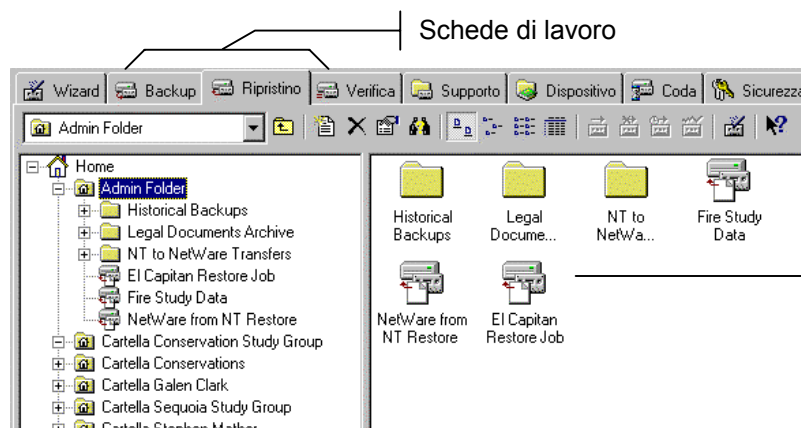 Schede di lavoro
Wizard Backup Ripristino Verifica Supporto Dispositivo Coda Sicurezza
Admin Folder
Home
Admin Folder
Historical Backups
Legal Documents Archive
NT to NetWare Transfers
El Capitan Restore Job
Fire Study Data
NetWare from NT Restore
Cartella Conservation Study Group
Cartella Conservations
Cartella Galen Clark
Cartella Sequoia Study Group
Cartella Stephen Mather
Historical
Backups
Legal
Docume...
NT to
NetWa...
Fire Study
Data
NetWare from
NT Restore
El Capitan
Restore Job